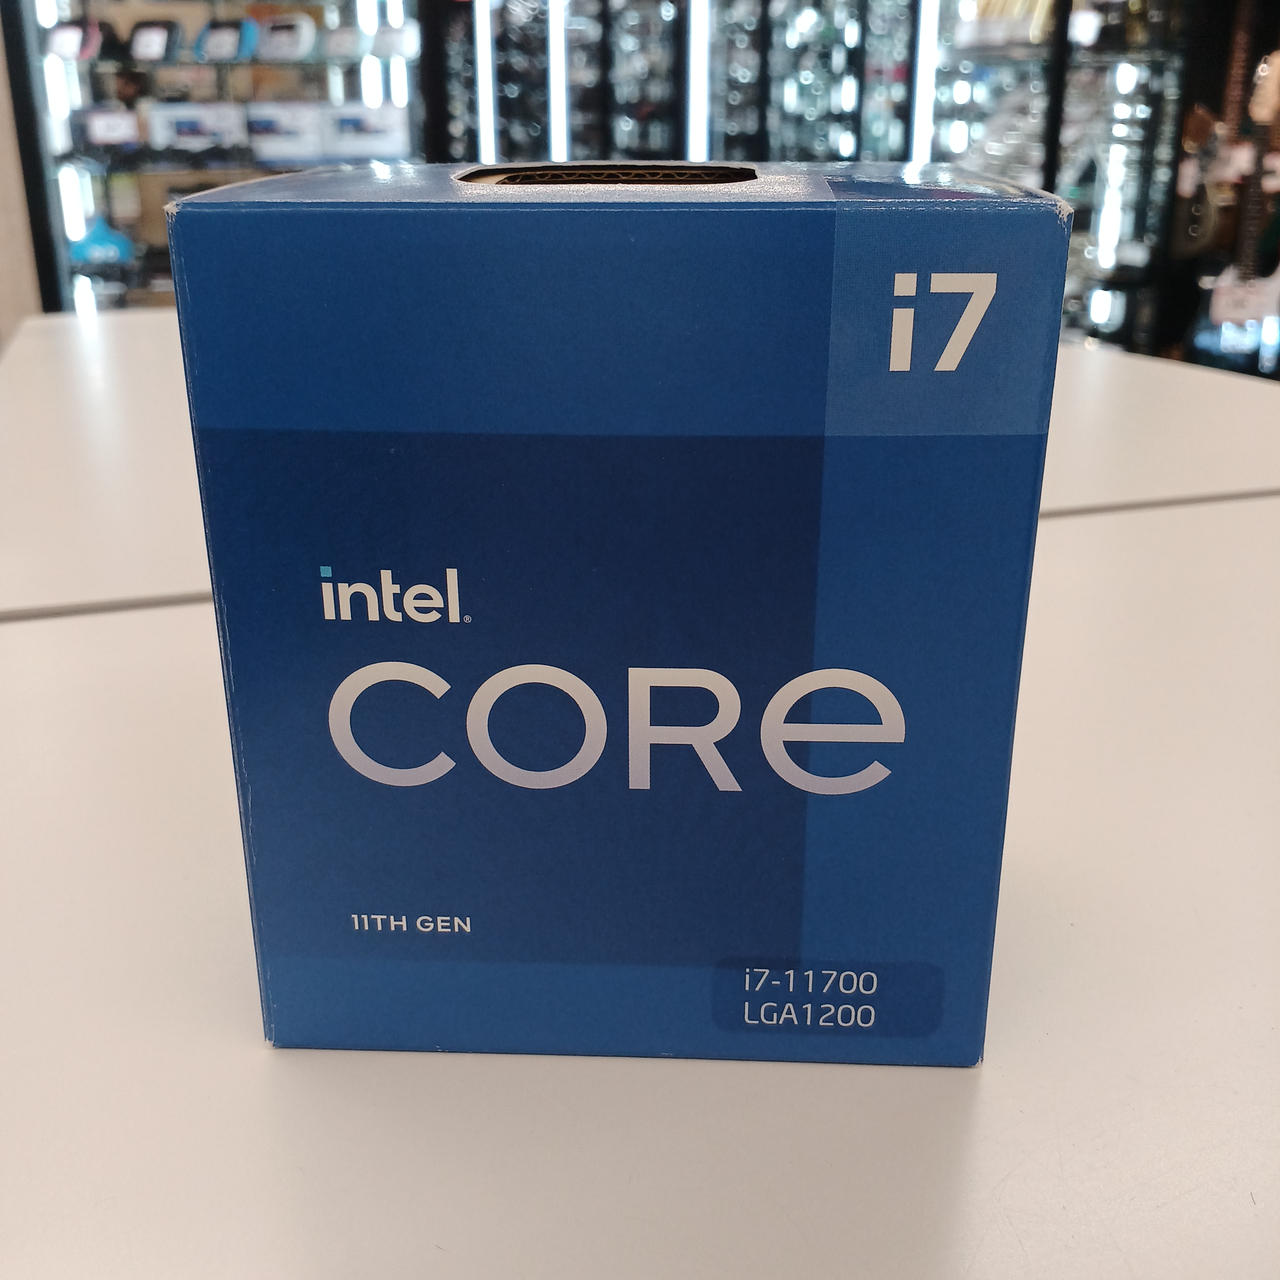 i7
intel®
CORe
11TH GEN
i7-11700
LGA1200